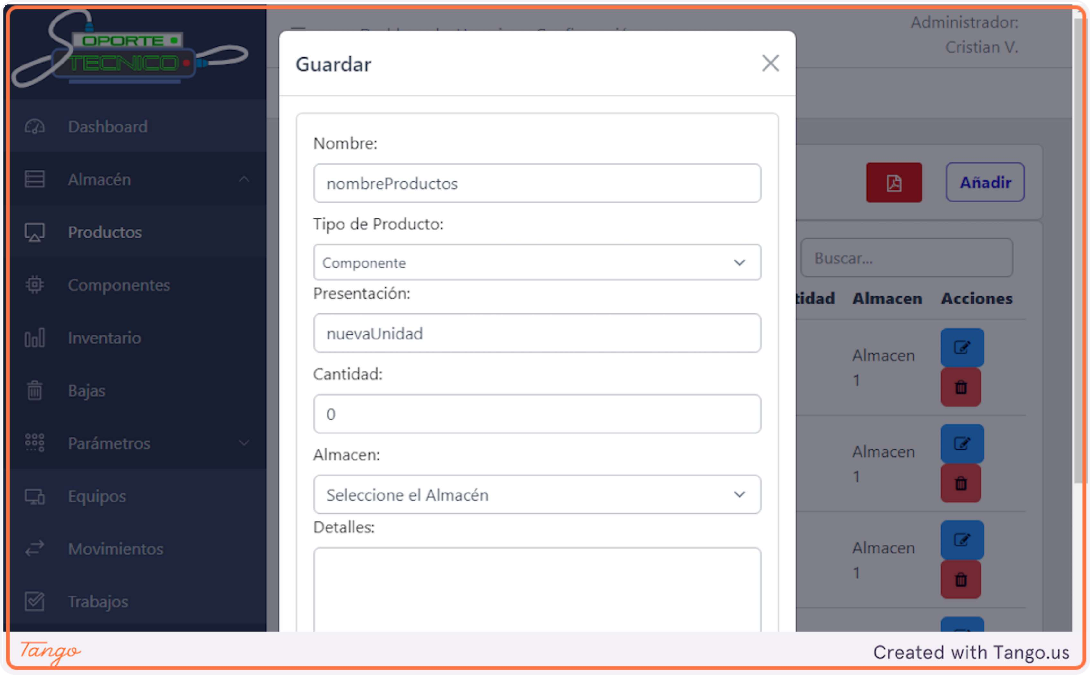 OPORTE
TECNICO
Administrador:
Cristian V.
Dashboard
Almacén
Productos
Componentes
Inventario
Bajas
Parámetros
Equipos
Movimientos
Trabajos
Guardar
Nombre:
nombreProductos
Tipo de Producto:
Componente
Presentación:
nuevaUnidad
Cantidad:
0
Almacen:
Seleccione el Almacén
Detalles:
Añadir
Buscar...
tidad Almacen Acciones
Almacen
1
Almacen
1
Almacen
1
Tango
Created with Tango.us